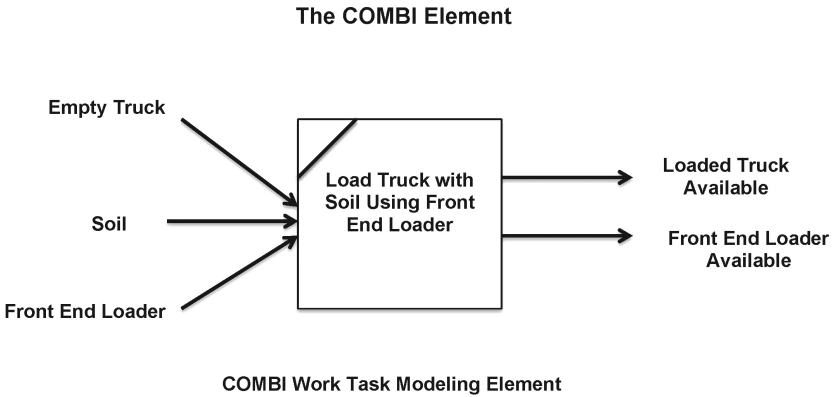 The COMBI Element
Empty Truck
Soil
Front End Loader
Load Truck with
Soil Using Front
End Loader
Loaded Truck
Available
Front End Loader
Available
COMBI Work Task Modeling Element